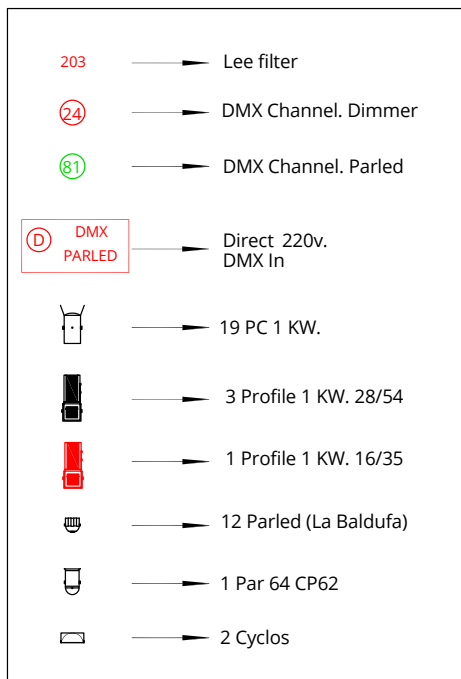 203 Lee filter
24 DMX Channel. Dimmer
81 DMX Channel. Parled
D DMX
PARLED
Direct 220v.
DMX In
19 PC 1 KW.
3 Profile 1 KW. 28/54
1 Profile 1 KW. 16/35
12 Parled (La Baldufa)
1 Par 64 CP62
2 Cyclos